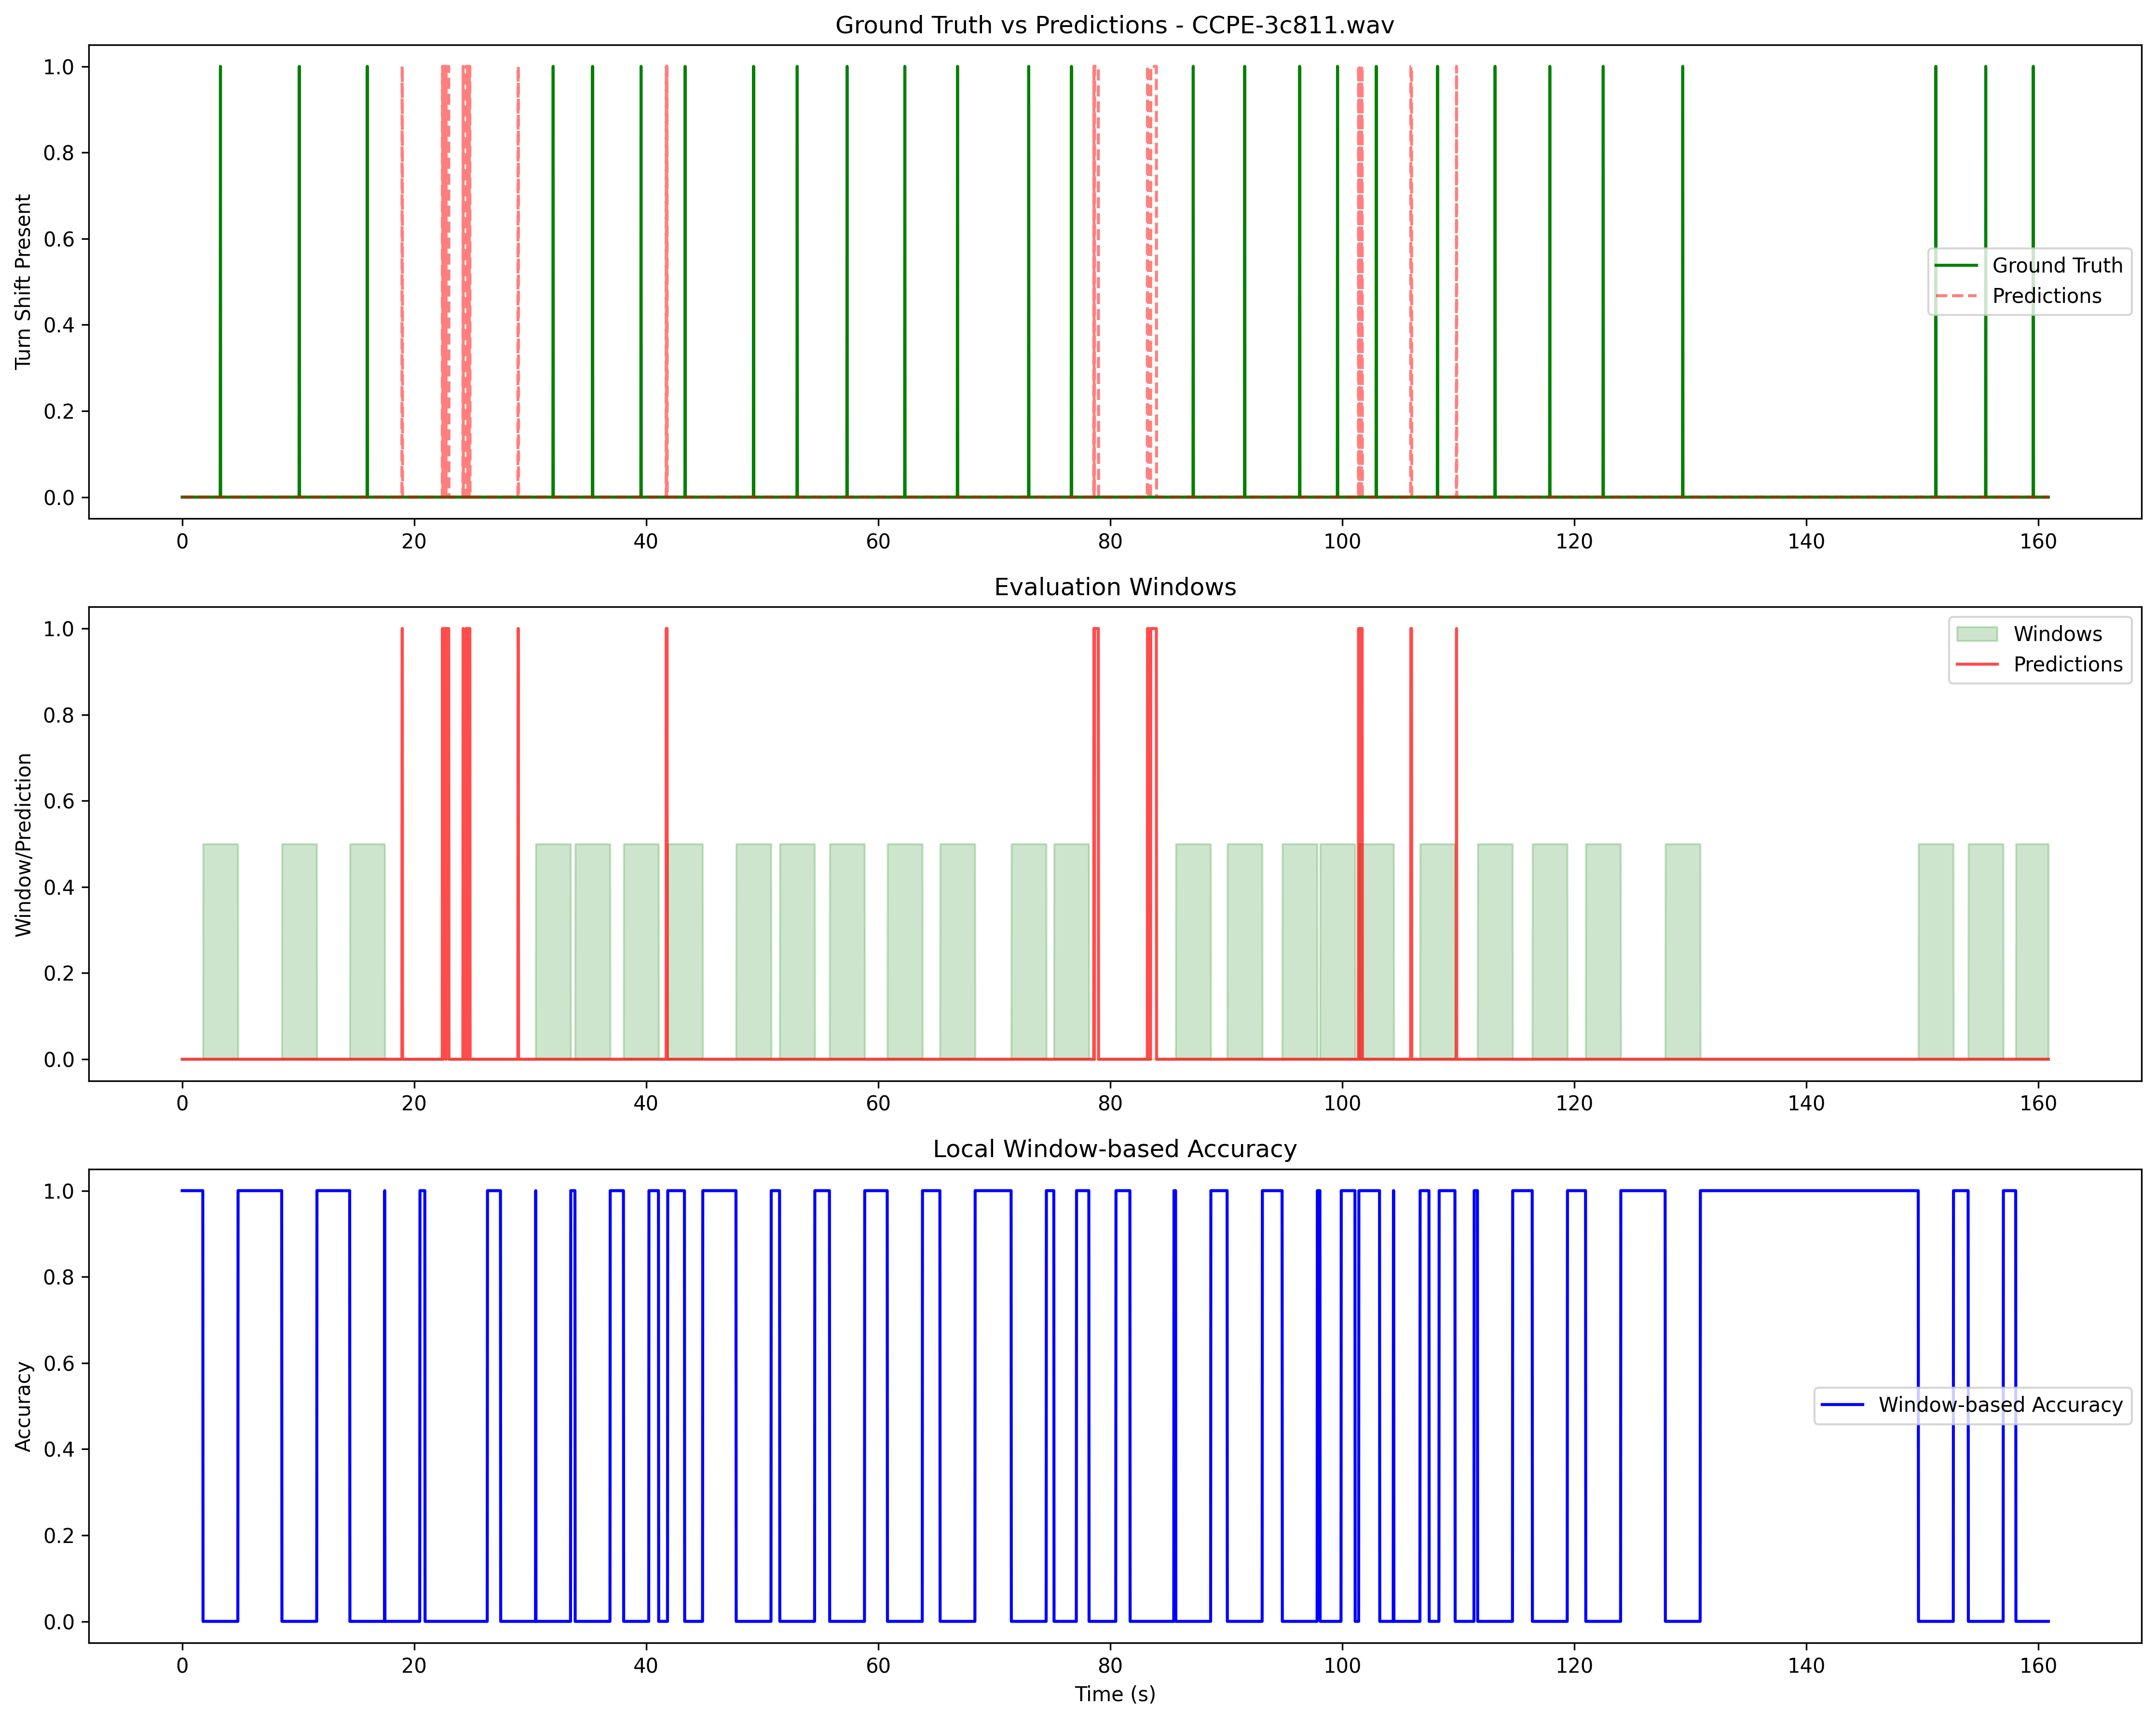 Ground Truth vs Predictions - CCPE-3c811.wav
Turn Shift Present
1.0
0.8
0.6
0.4
0.2
0.0
Ground Truth
Predictions
0 20 40 60 80 100 120 140 160
Evaluation Windows
Window/Prediction
1.0
0.8
0.6
0.4
0.2
0.0
Windows
Predictions
0 20 40 60 80 100 120 140 160
Local Window-based Accuracy
Accuracy
1.0
0.8
0.6
0.4
0.2
0.0
Window-based Accuracy
0 20 40 60 80 100 120 140 160
Time (s)